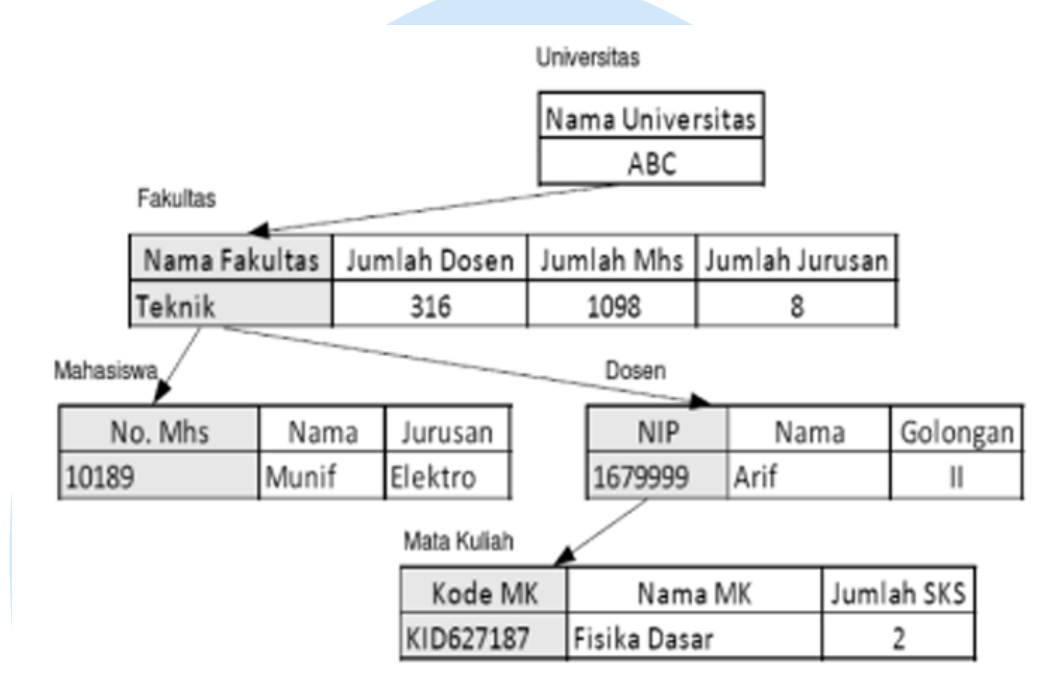 Universitas
Nama Universitas
ABC
Fakultas
Nama Fakultas Jumlah Dosen Jumlah Mhs Jumlah Jurusan
Teknik 316 1098 8
Mahasiswa Dosen
No. Mhs Nama Jurusan NIP Nama Golongan
10189 Munif Elektro 1679999 Arif II
Mata Kuliah
Kode MK Nama MK Jumlah SKS
KID627187 Fisika Dasar 2